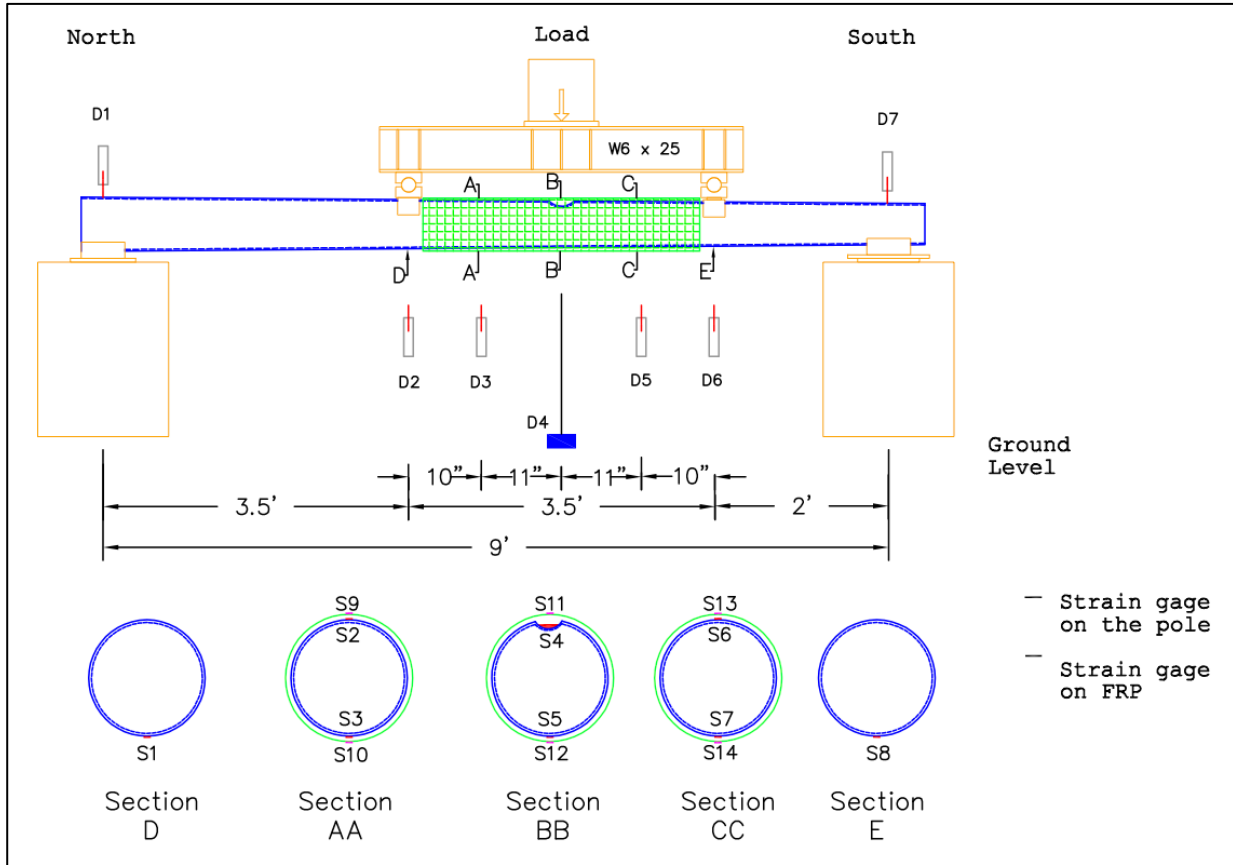 North
Load
South
D1
D7
W6 x 25
A
B
C
D
A
B
C
E
D2
D3
D5
D6
D4
Ground
Level
10”
11”
11”
10”
3.5’
3.5’
2’
9’
S9
S11
S13
S2
S4
S6
S3
S5
S7
S1
S10
S12
S14
S8
Strain gage
on the pole
Strain gage
on FRP
Section
D
Section
AA
Section
BB
Section
CC
Section
E